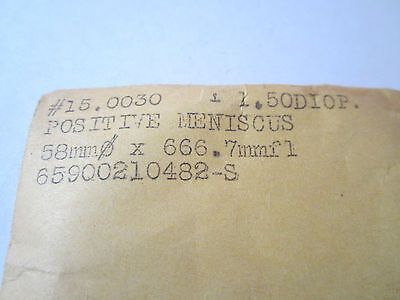 #15.0030 + 1.50DIOP.
POSITIVE MENISCUS
58mmØ x 666.7mmfl
65900210482-S